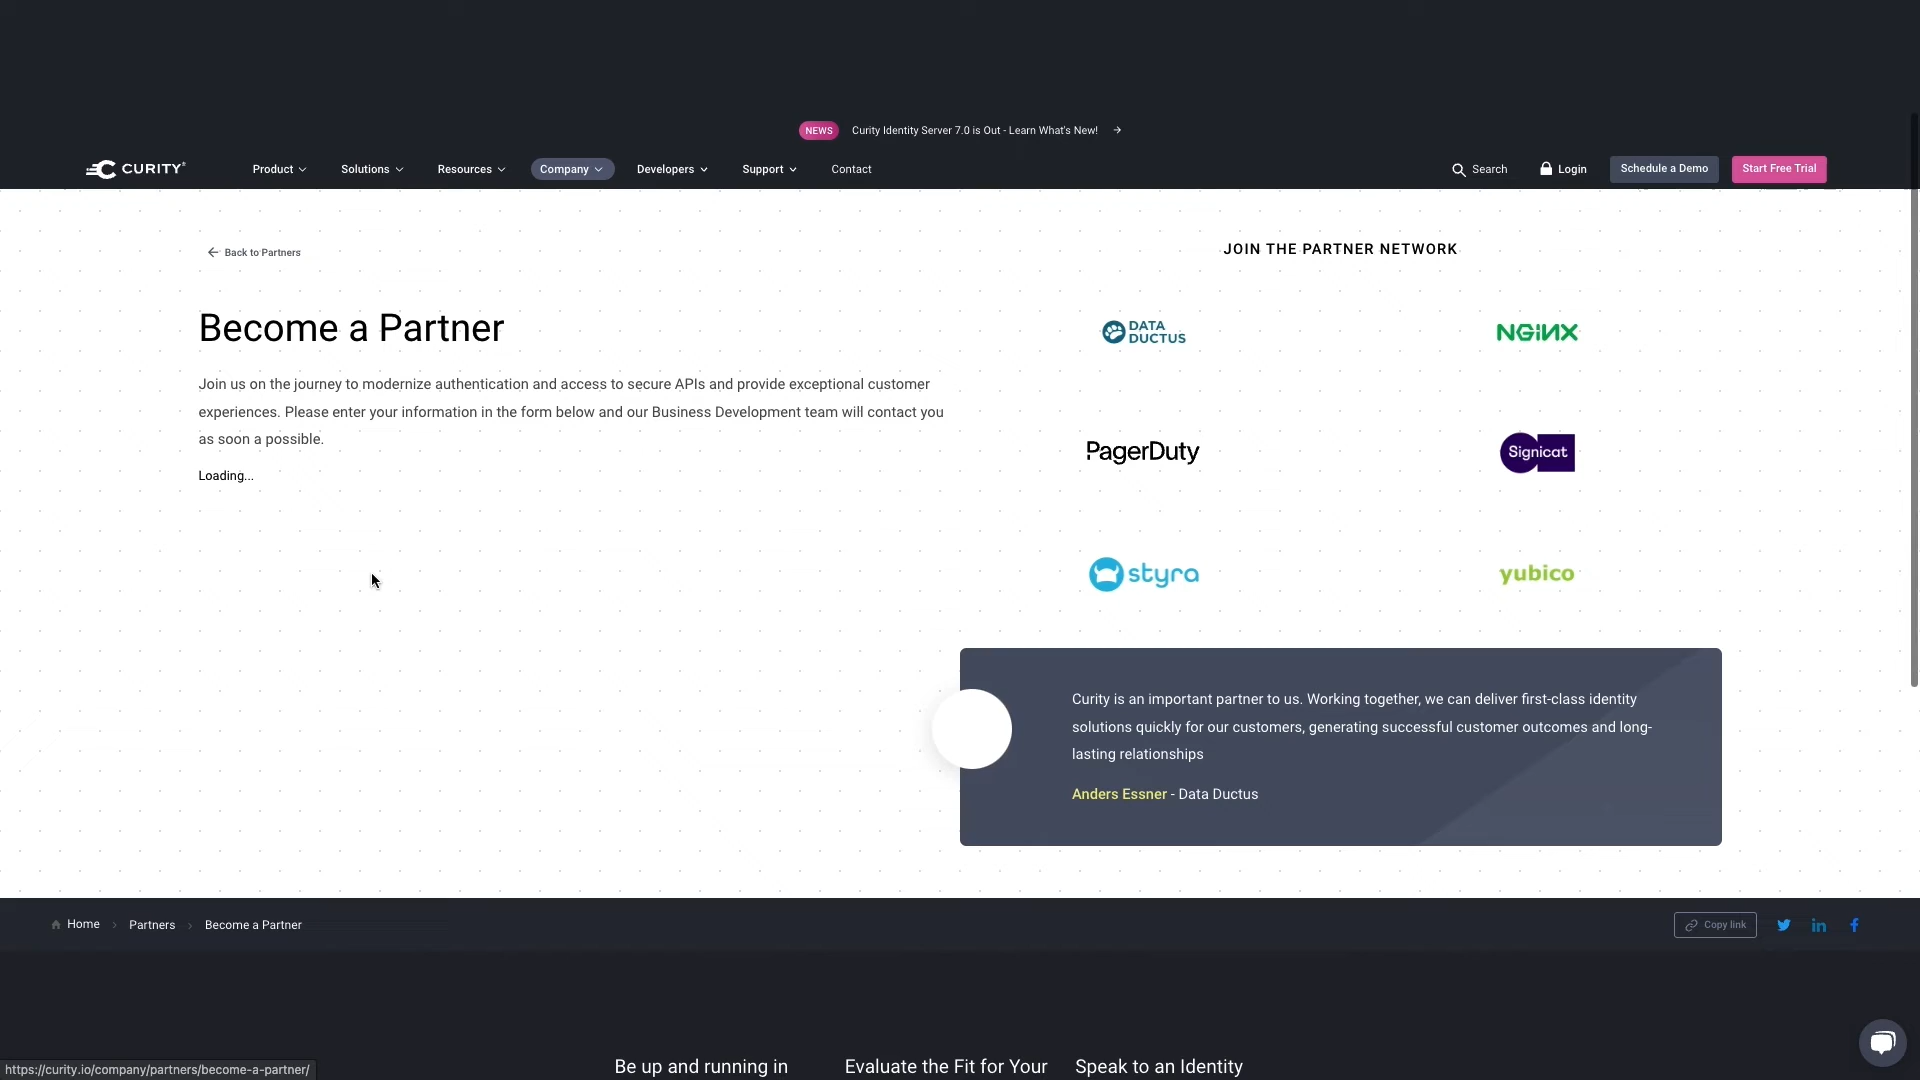 NEWS Curity Identity Server 7.0 is Out - Learn What's New!
CURITY®
Product
Solutions
Resources
Company
Developers
Support
Contact
Search
Login
Schedule a Demo
Start Free Trial
Back to Partners
Become a Partner
Join us on the journey to modernize authentication and access to secure APIs and provide exceptional customer
experiences. Please enter your information in the form below and our Business Development team will contact you
as soon a possible.
Loading...
JOIN THE PARTNER NETWORK
DATA
DUCTUS
NGINX
PagerDuty
Signicat
styra
yubico
Curity is an important partner to us. Working together, we can deliver first-class identity
solutions quickly for our customers, generating successful customer outcomes and long-
lasting relationships
Anders Essner - Data Ductus
Home
Partners
Become a Partner
Copy link
Be up and running in
Evaluate the Fit for Your
Speak to an Identity
https://curity.io/company/partners/become-a-partner/